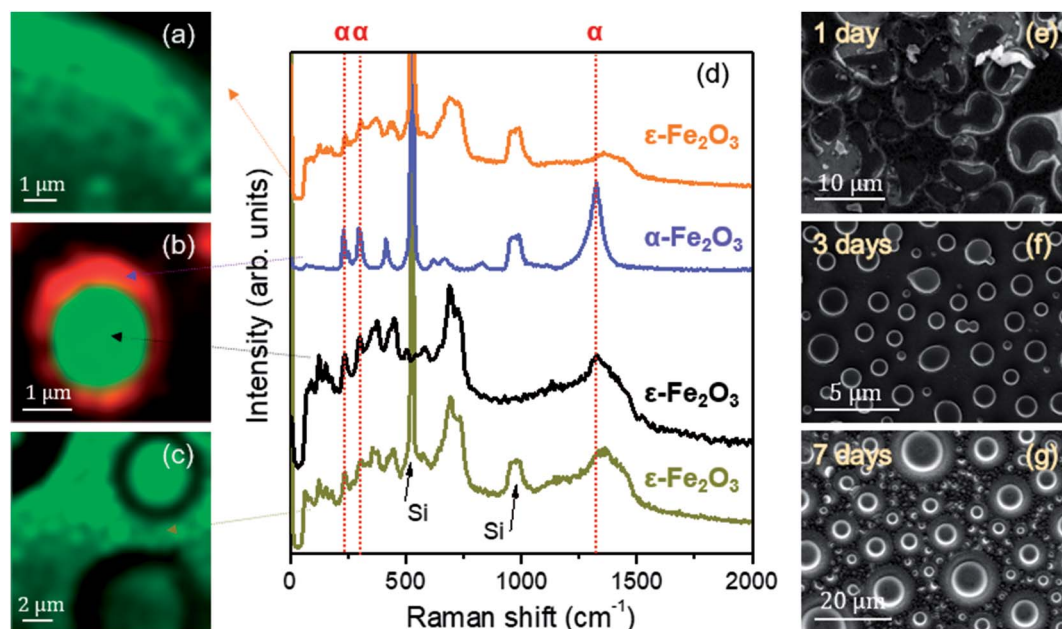 (a)
1 μm
(b)
1 μm
(c)
2 μm
α α α
(d)
ε-Fe₂O₃
α-Fe₂O₃
ε-Fe₂O₃
ε-Fe₂O₃
Si
Si
Intensity (arb. units)
0 500 1000 1500 2000
Raman shift (cm⁻¹)
1 day (e)
10 μm
3 days (f)
5 μm
7 days (g)
20 μm